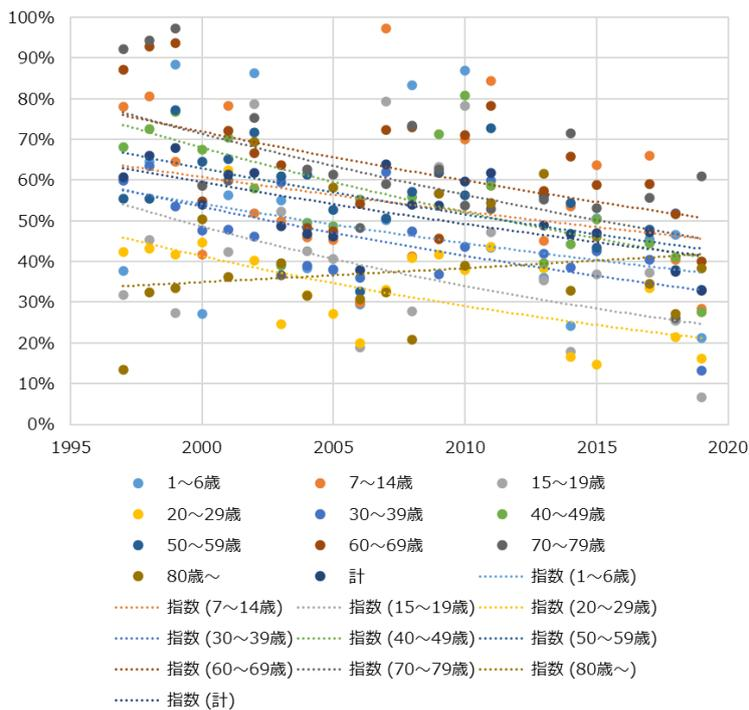 100%
90%
80%
70%
60%
50%
40%
30%
20%
10%
0%
1995 2000 2005 2010 2015 2020
1～6歳 7～14歳 15～19歳
20～29歳 30～39歳 40～49歳
50～59歳 60～69歳 70～79歳
80歳～ 計 指数 (1～6歳)
指数 (7～14歳) 指数 (15～19歳) 指数 (20～29歳)
指数 (30～39歳) 指数 (40～49歳) 指数 (50～59歳)
指数 (60～69歳) 指数 (70～79歳) 指数 (80歳～)
指数 (計)